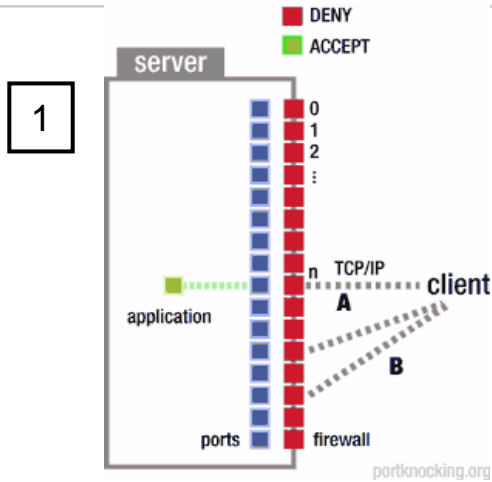 DENY
ACCEPT
server
1
0
1
2
⋮
n TCP/IP
A
client
application
B
ports
firewall
portknocking.org